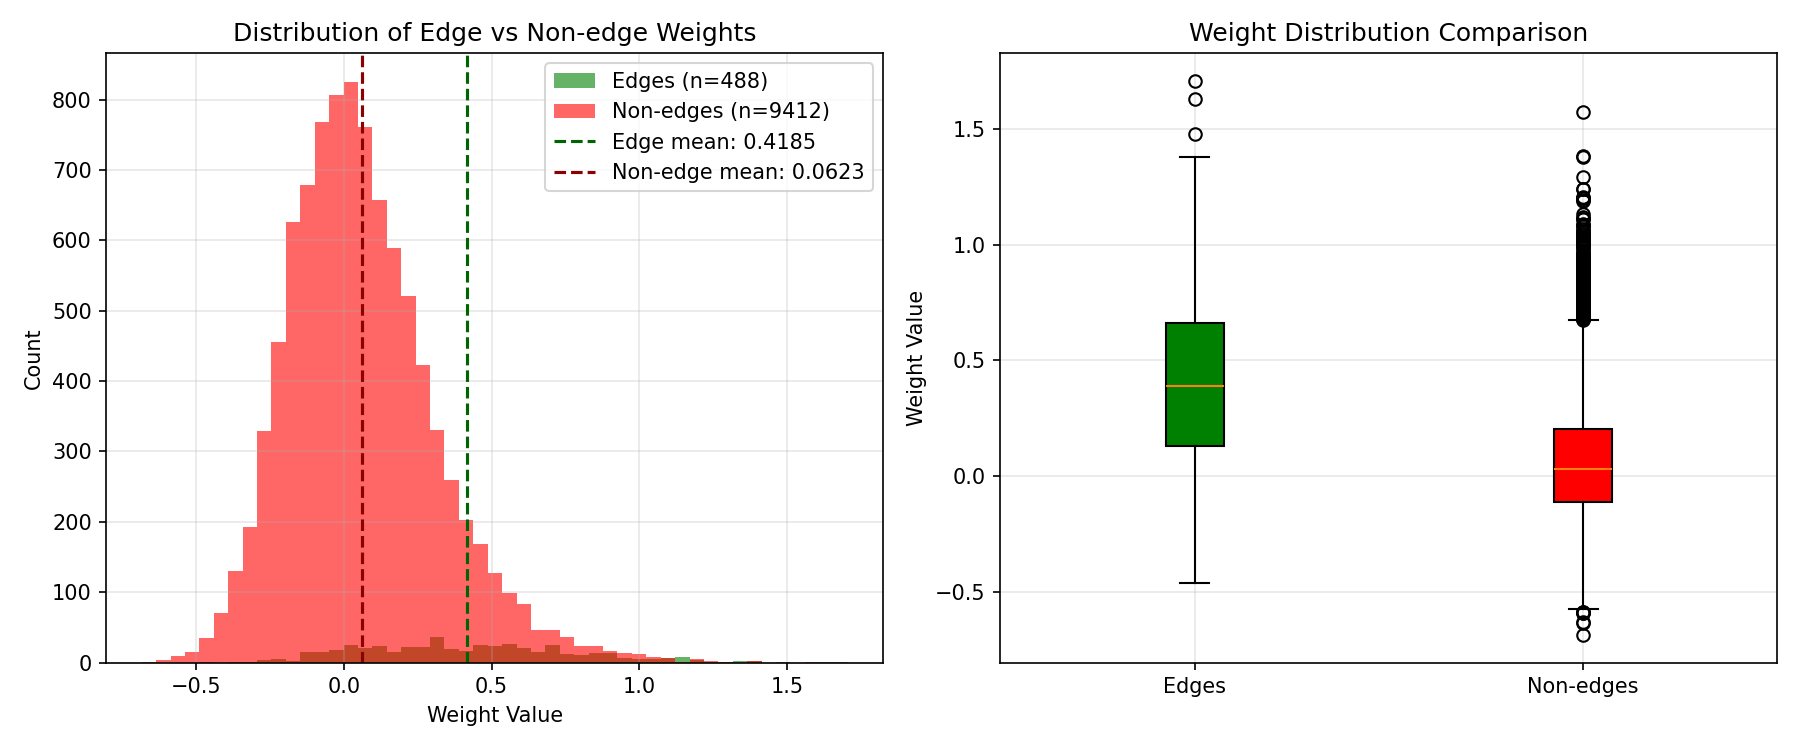 Distribution of Edge vs Non-edge Weights
Edges (n=488)
Non-edges (n=9412)
Edge mean: 0.4185
Non-edge mean: 0.0623
Count
800
700
600
500
400
300
200
100
0
−0.5 0.0 0.5 1.0 1.5
Weight Value
Weight Distribution Comparison
Weight Value
1.5
1.0
0.5
0.0
−0.5
Edges Non-edges